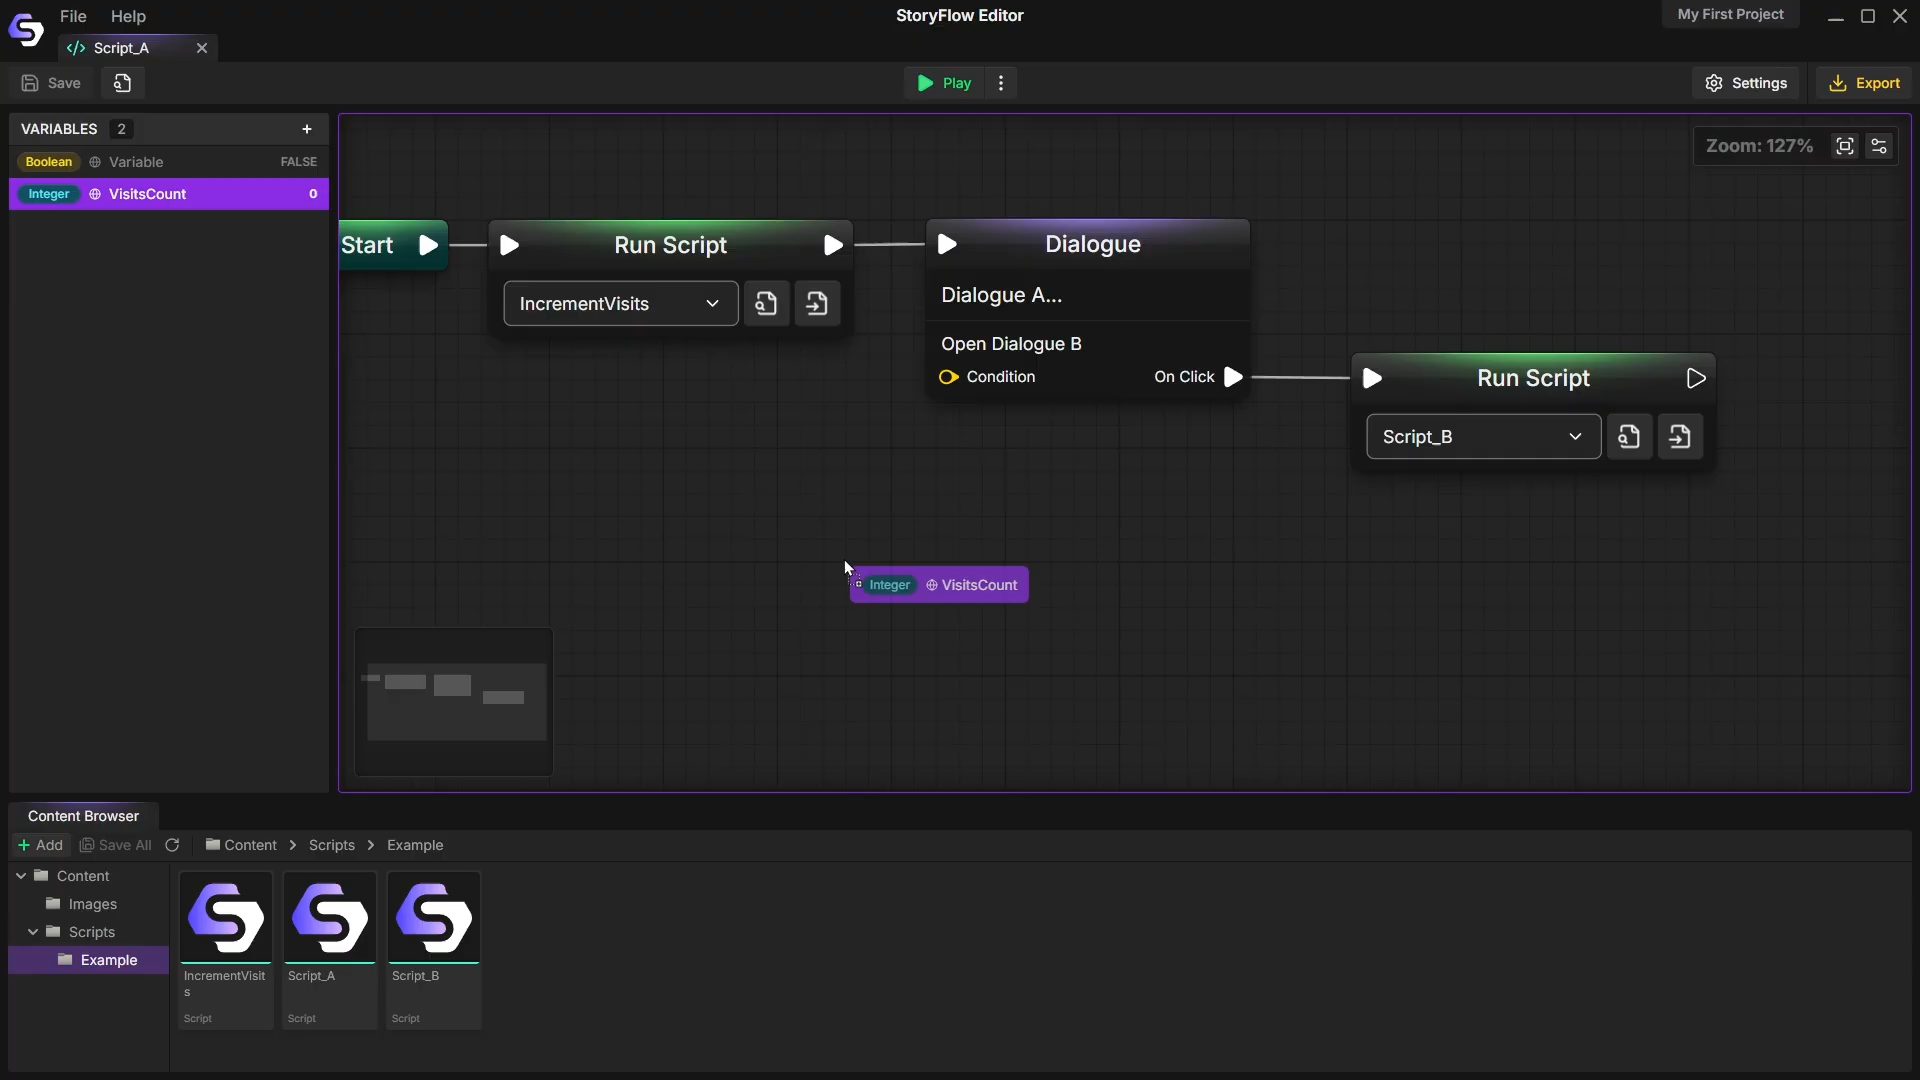 File Help
StoryFlow Editor
My First Project
Script_A
Save
Play
Settings
Export
VARIABLES 2
Boolean Variable FALSE
Integer VisitsCount 0
Zoom: 127%
Start
Run Script
IncrementVisits
Dialogue
Dialogue A...
Open Dialogue B
Condition
On Click
Run Script
Script_B
Integer VisitsCount
Content Browser
Add
Save All
Content
Scripts
Example
Content
Images
Scripts
Example
IncrementVisit
s
Script
Script_A
Script
Script_B
Script